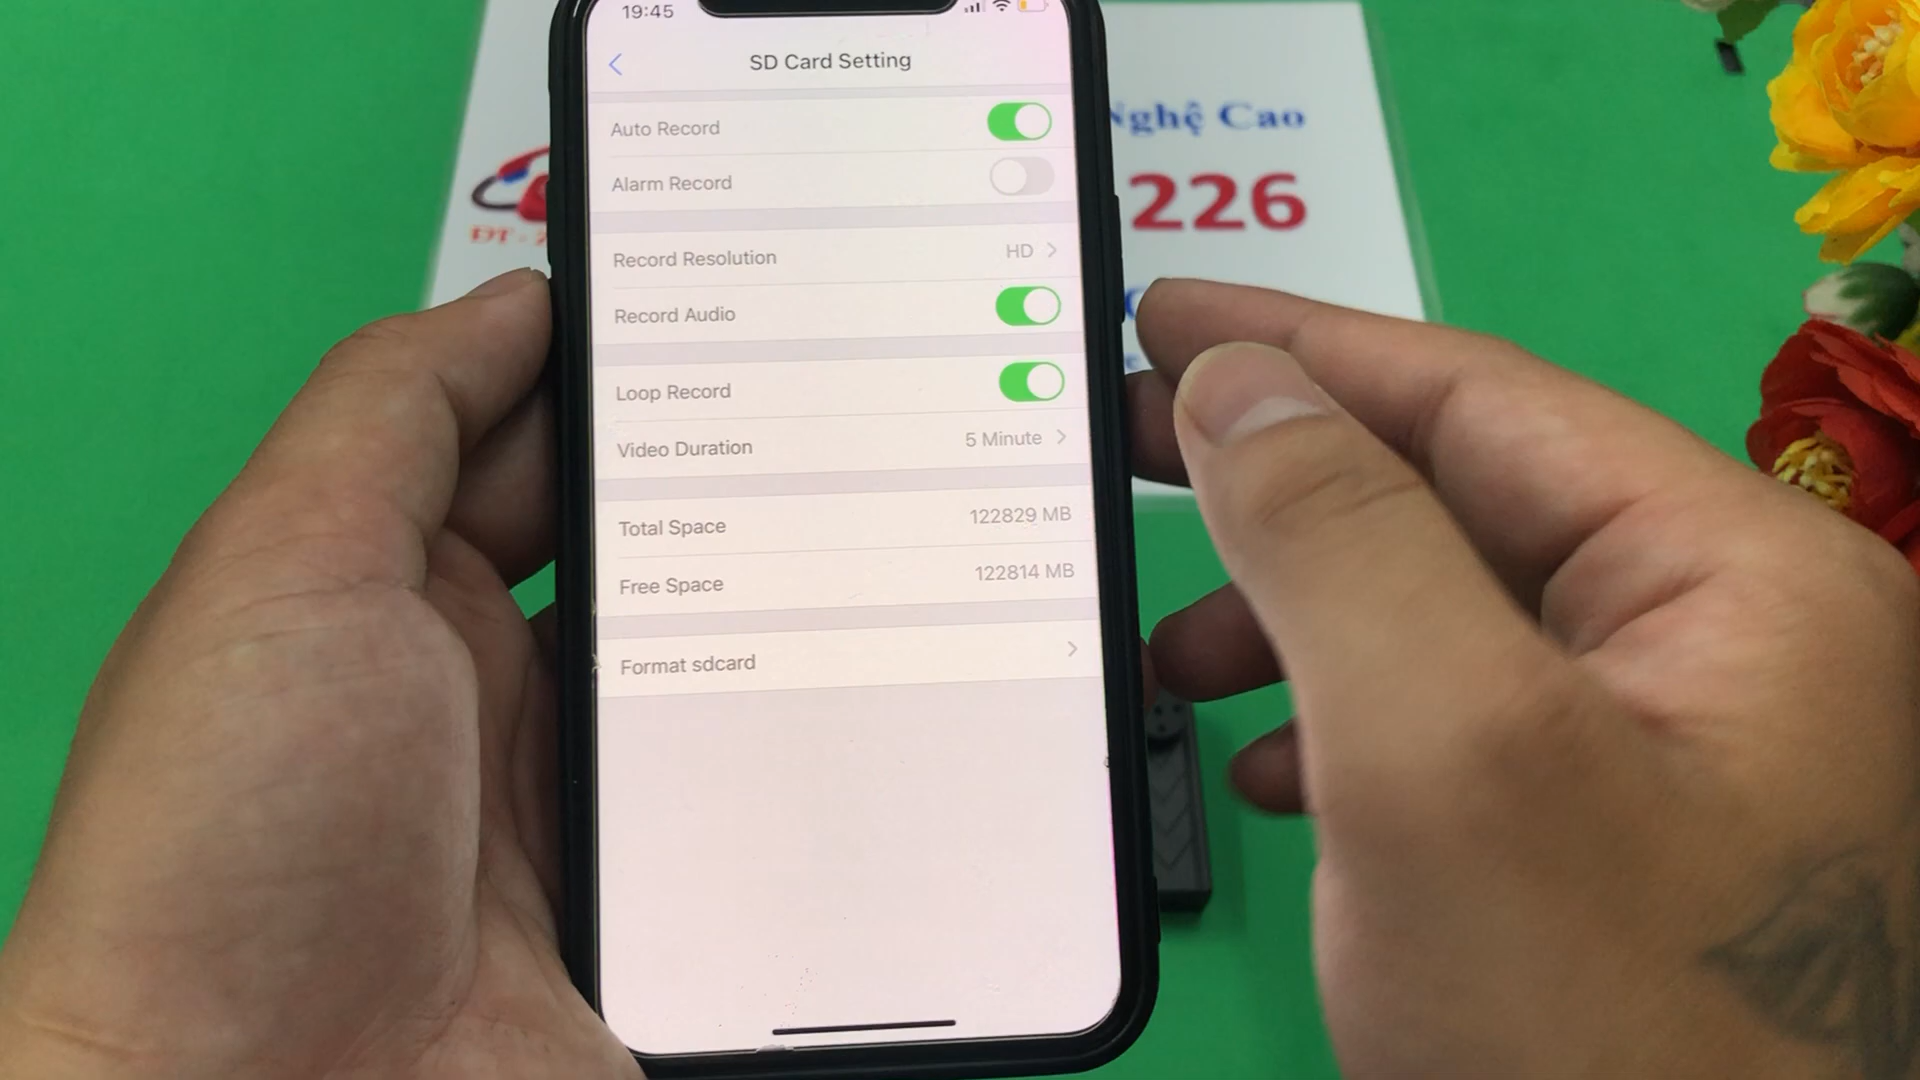 19:45
SD Card Setting
Auto Record
Nghệ Cao
Alarm Record
226
ĐT -
Record Resolution HD
Record Audio
Loop Record
Video Duration 5 Minute
Total Space 122829 MB
Free Space 122814 MB
Format sdcard